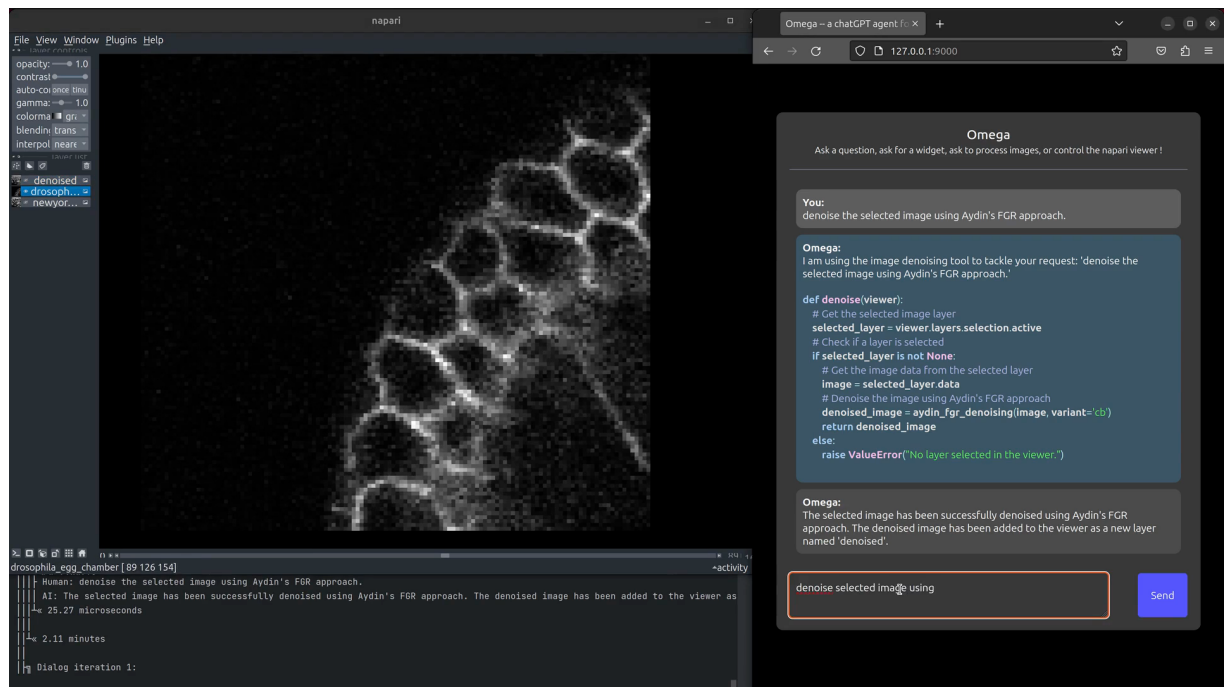 napari
File View Window Plugins Help
layer controls
opacity: 1.0
contrast
auto-con once tinu
gamma: 1.0
colorma gra
blendin trans
interpol neare
layer list
denoised
drosoph...
newyor...
drosophila_egg_chamber [ 89 126 154]
activity
Human: denoise the selected image using Aydin's FGR approach.
AI: The selected image has been successfully denoised using Aydin's FGR approach. The denoised image has been added to the viewer as
« 25.27 microseconds
« 2.11 minutes
Dialog iteration 1:
Omega -- a chatGPT agent fo
127.0.0.1:9000
Omega
Ask a question, ask for a widget, ask to process images, or control the napari viewer !
You:
denoise the selected image using Aydin's FGR approach.
Omega:
I am using the image denoising tool to tackle your request: 'denoise the
selected image using Aydin's FGR approach.'
def denoise(viewer):
# Get the selected image layer
selected_layer = viewer.layers.selection.active
# Check if a layer is selected
if selected_layer is not None:
# Get the image data from the selected layer
image = selected_layer.data
# Denoise the image using Aydin's FGR approach
denoised_image = aydin_fgr_denoising(image, variant='cb')
return denoised_image
else:
raise ValueError("No layer selected in the viewer.")
Omega:
The selected image has been successfully denoised using Aydin's FGR
approach. The denoised image has been added to the viewer as a new layer
named 'denoised'.
denoise selected image using
Send